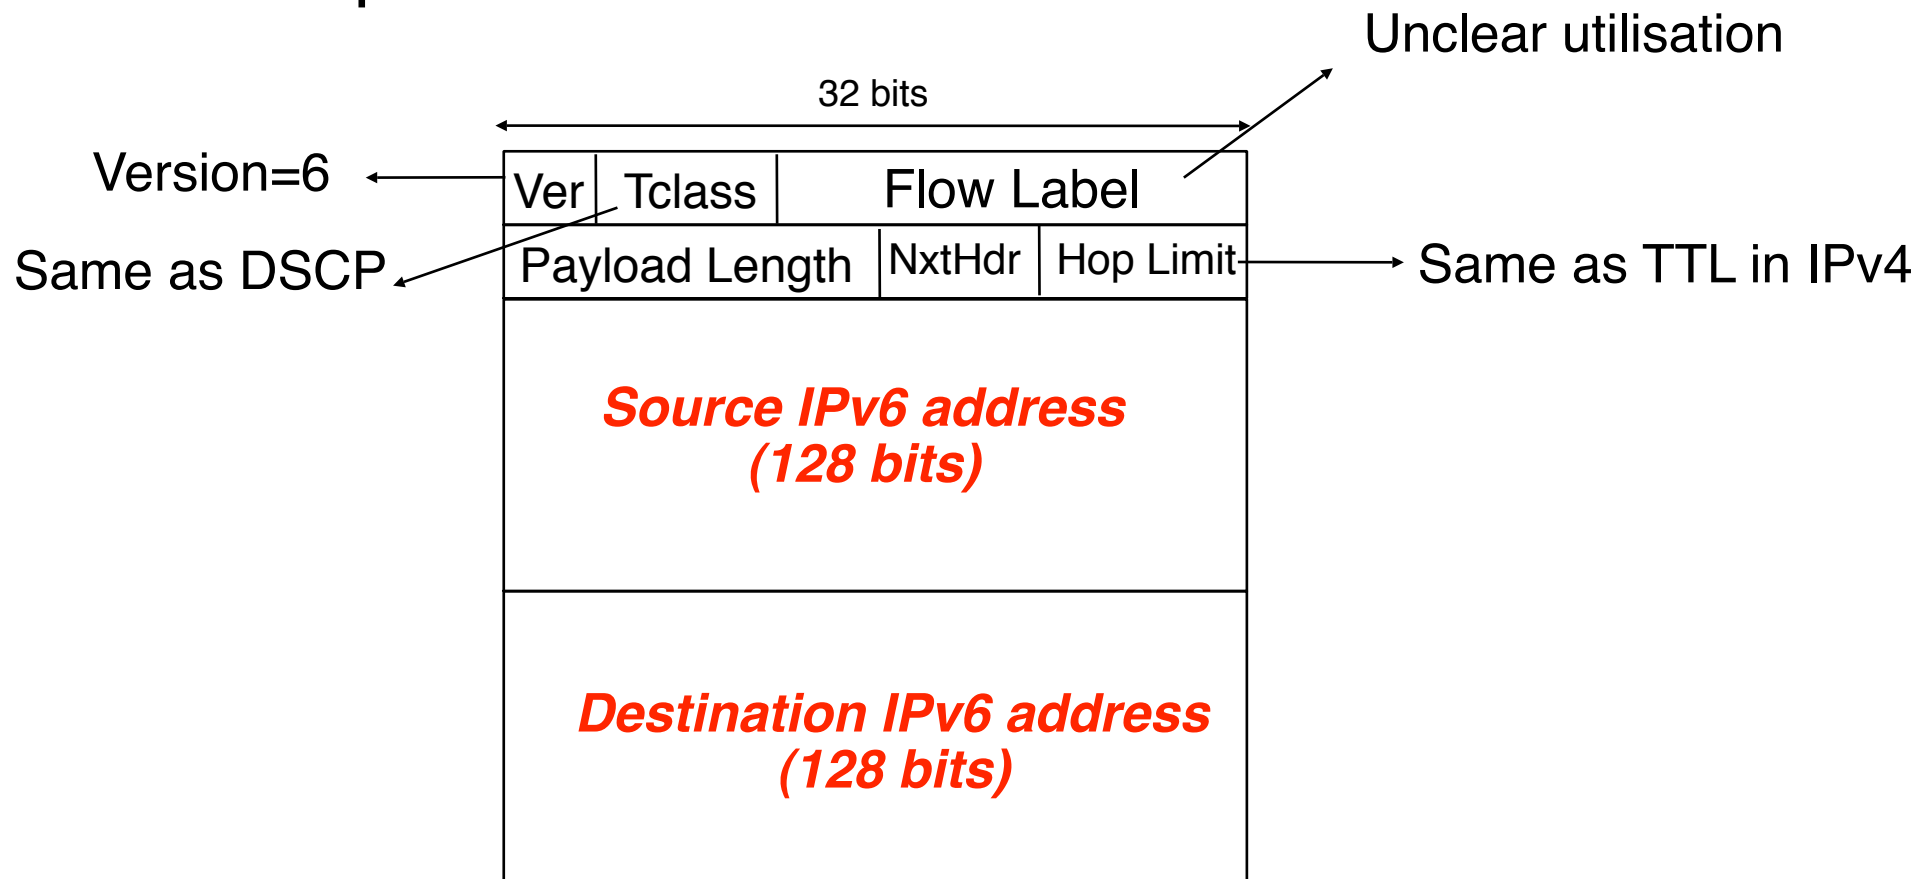 Unclear utilisation
32 bits
Version=6
Ver Tclass Flow Label
Same as DSCP
Payload Length NxtHdr Hop Limit
Same as TTL in IPv4
Source IPv6 address
(128 bits)
Destination IPv6 address
(128 bits)